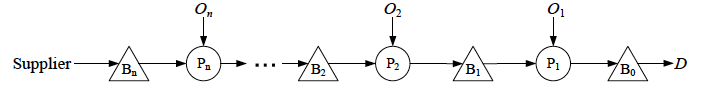 Oₙ O₂ O₁
Supplier Bₙ Pₙ ... B₂ P₂ B₁ P₁ B₀ D